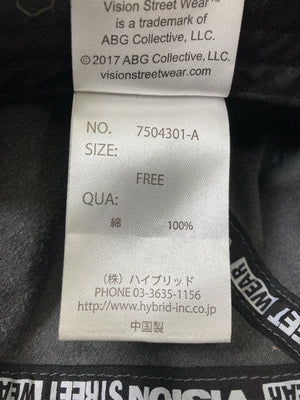 Vision Street Wear™
is a trademark of
ABG Collective, LLC.
© 2017 ABG Collective, LLC.
visionstreetwear.com
NO. 7504301-A
SIZE:
FREE
QUA:
綿 100%
(株)ハイブリッド
PHONE 03-3635-1156
http://www.hybrid-inc.co.jp
中国製
WEAR
VISION STREET WEAR